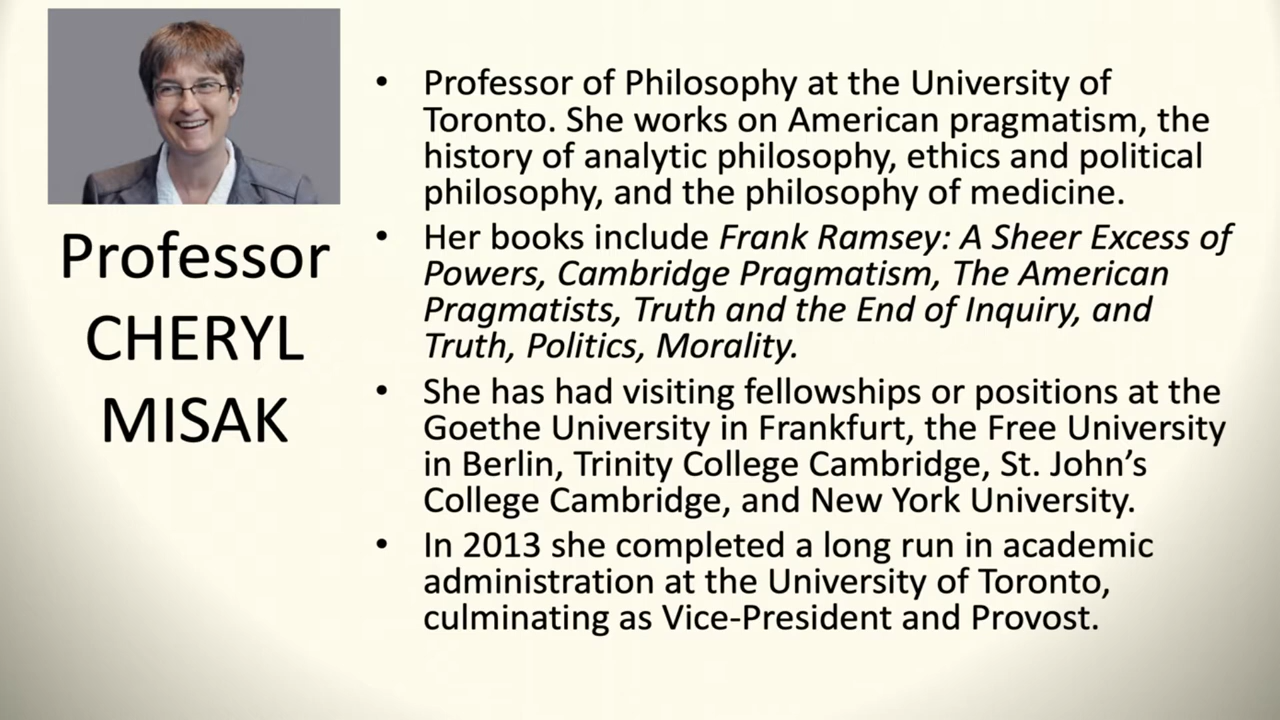 Professor
CHERYL
MISAK
• Professor of Philosophy at the University of
Toronto. She works on American pragmatism, the
history of analytic philosophy, ethics and political
philosophy, and the philosophy of medicine.
• Her books include Frank Ramsey: A Sheer Excess of
Powers, Cambridge Pragmatism, The American
Pragmatists, Truth and the End of Inquiry, and
Truth, Politics, Morality.
• She has had visiting fellowships or positions at the
Goethe University in Frankfurt, the Free University
in Berlin, Trinity College Cambridge, St. John’s
College Cambridge, and New York University.
• In 2013 she completed a long run in academic
administration at the University of Toronto,
culminating as Vice-President and Provost.